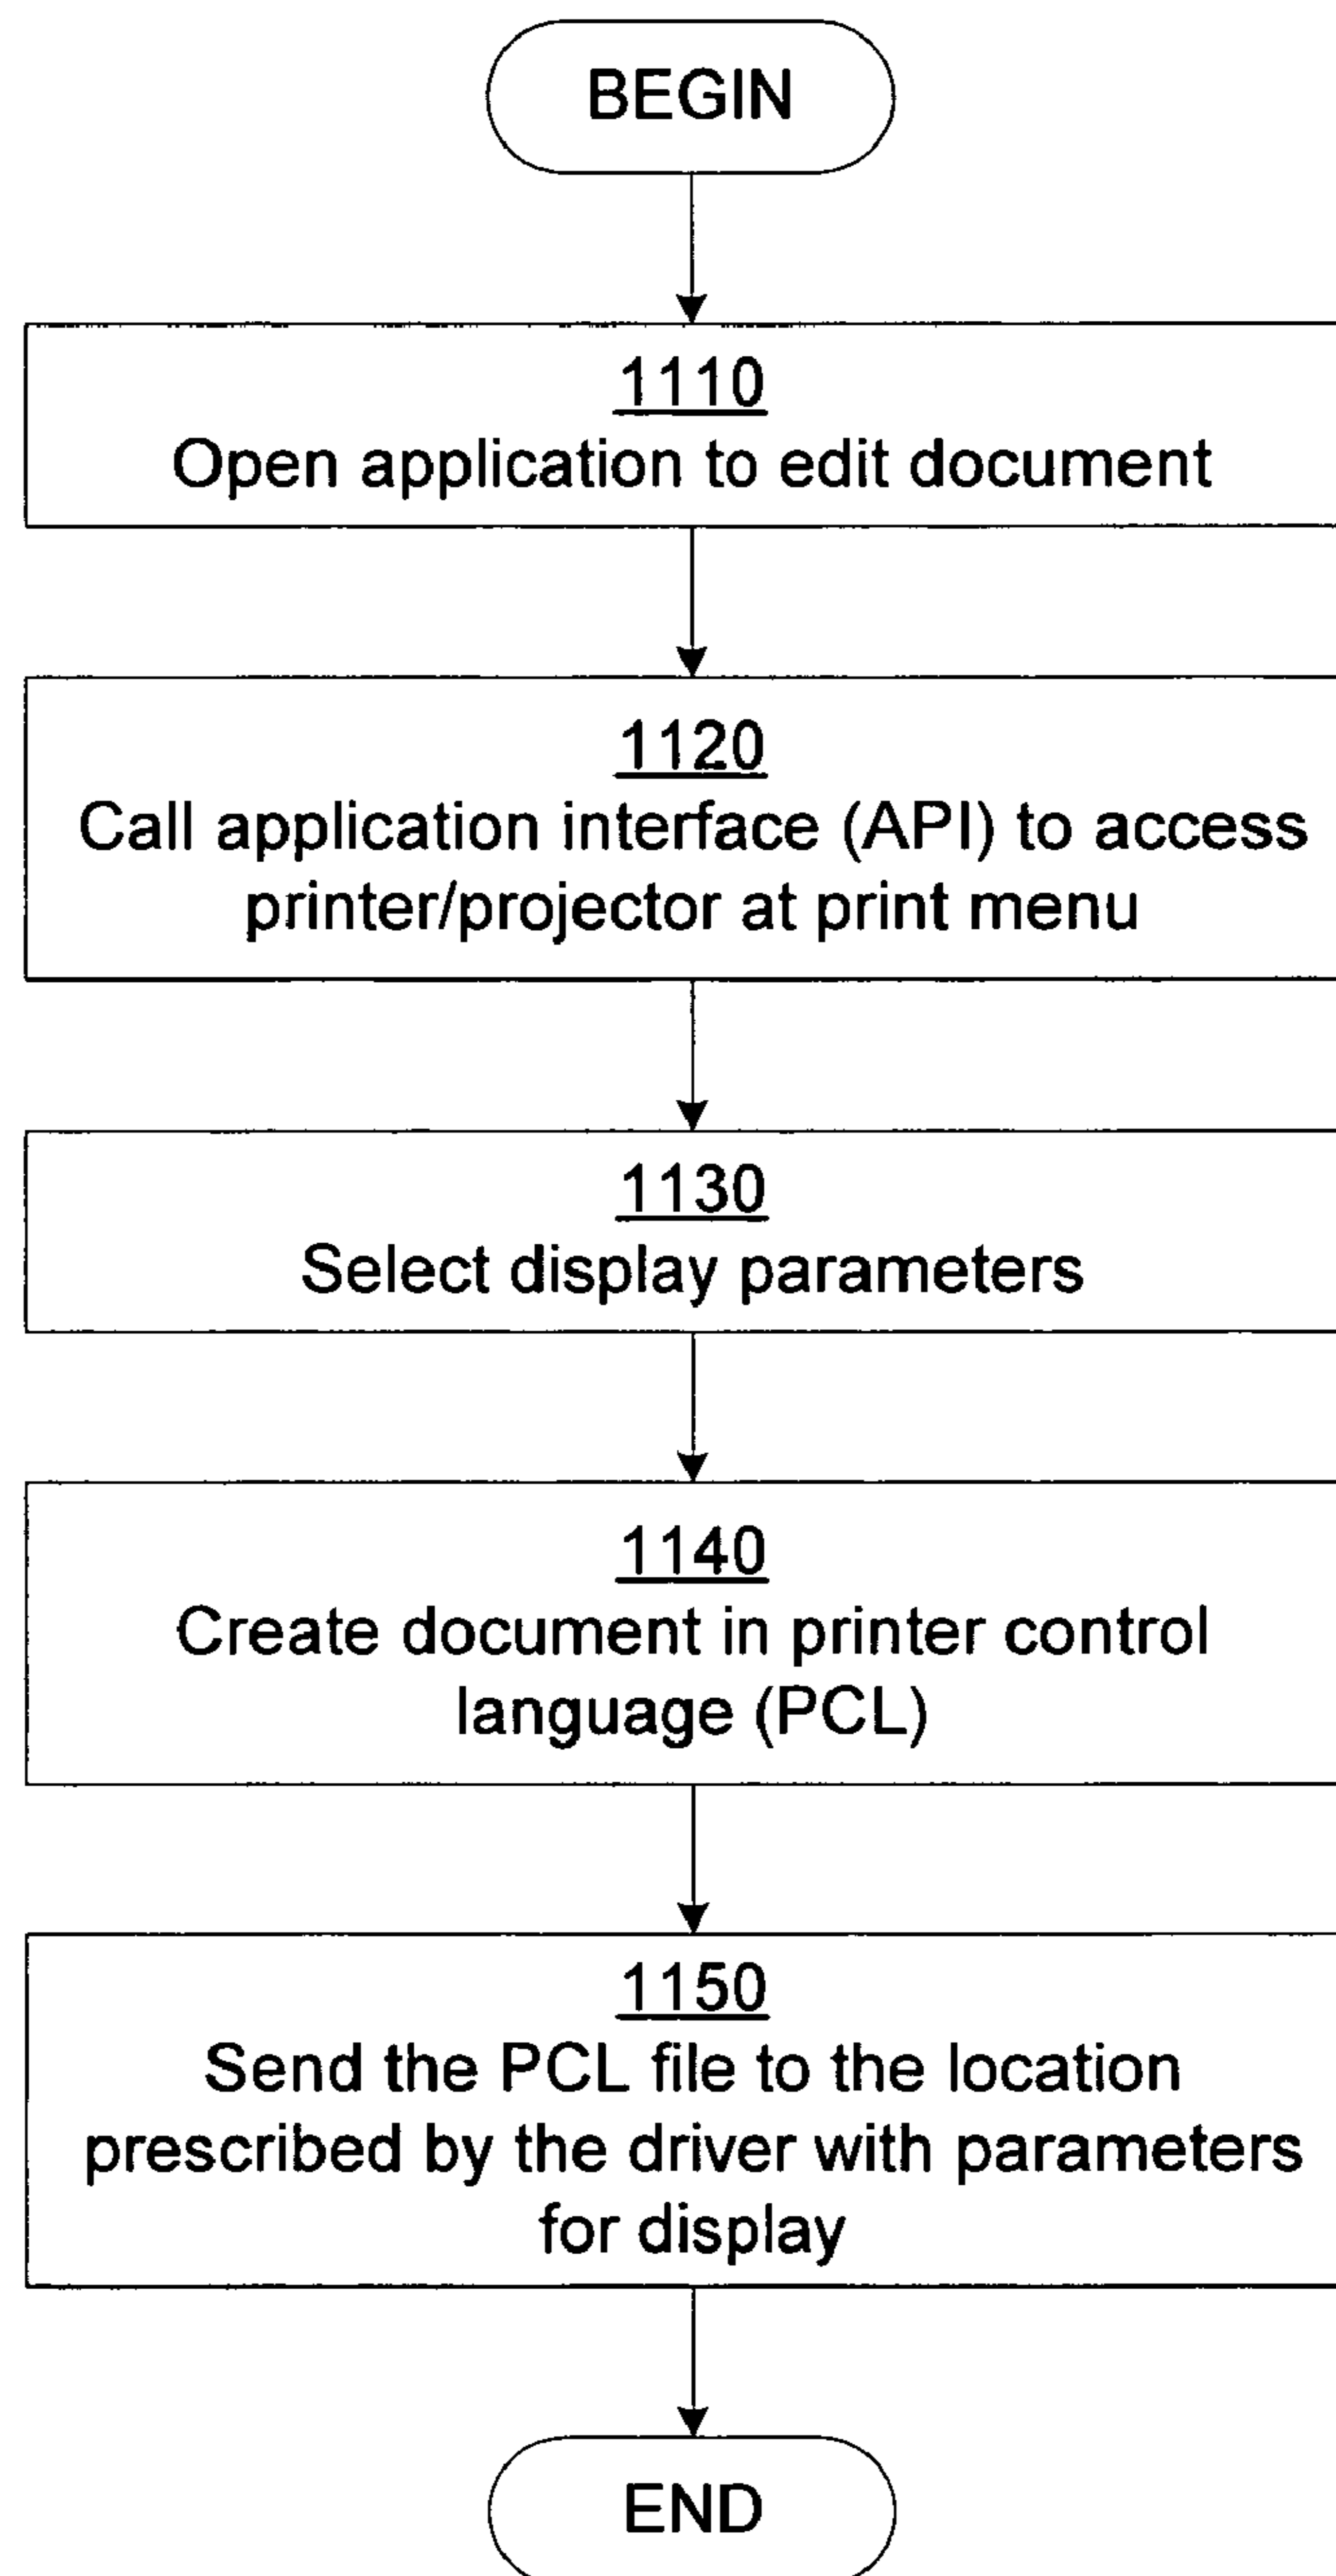 BEGIN
1110
Open application to edit document
1120
Call application interface (API) to access
printer/projector at print menu
1130
Select display parameters
1140
Create document in printer control
language (PCL)
1150
Send the PCL file to the location
prescribed by the driver with parameters
for display
END